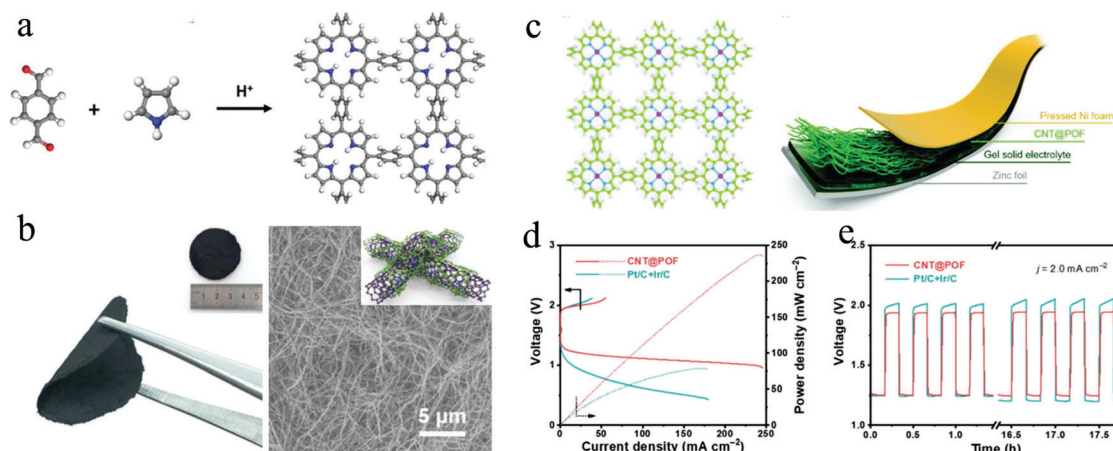 a
+
H⁺
b
1 2 3 4 5
5 μm
c
Pressed Ni foam
CNT@POF
Gel solid electrolyte
Zinc foil
d
CNT@POF
Pt/C+Ir/C
Voltage (V)
3
2
1
0
Power density (mW cm⁻²)
250
200
150
100
50
0
0 50 100 150 200 250
Current density (mA cm⁻²)
e
CNT@POF
Pt/C+Ir/C
j = 2.0 mA cm⁻²
Voltage (V)
2.5
2.0
1.5
1.0
0.0 0.5 1.0 16.5 17.0 17.5
Time (h)